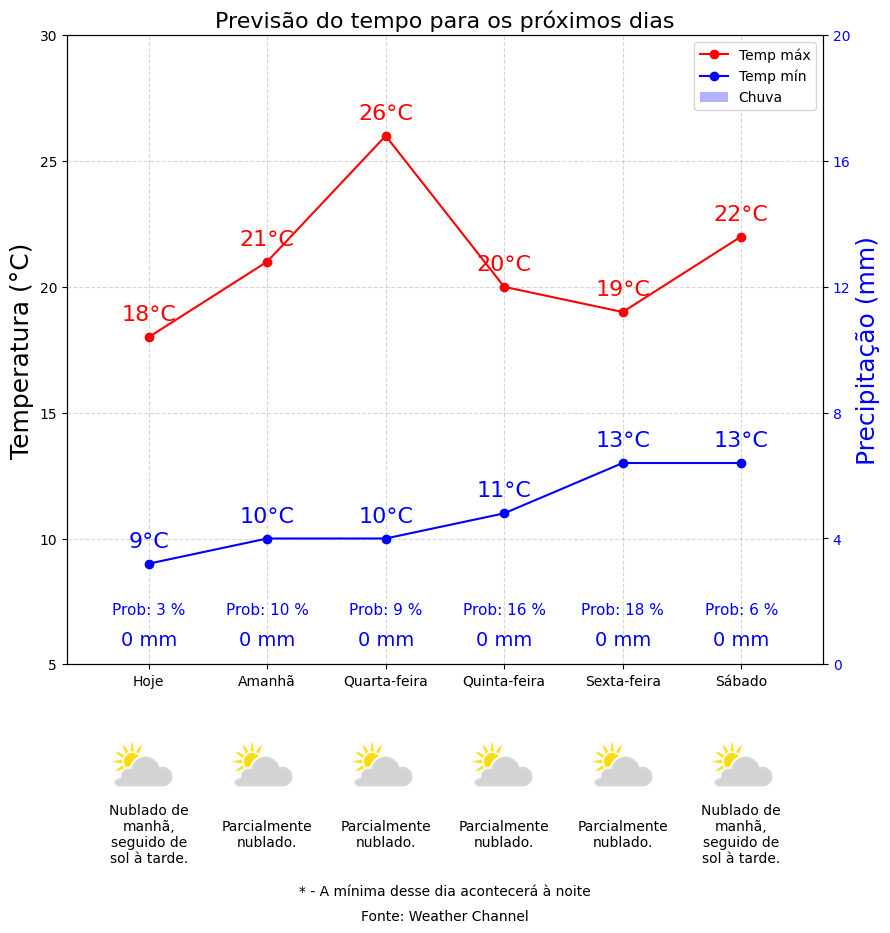 Previsão do tempo para os próximos dias
30
25
20
15
10
5
Temperatura (°C)
20
16
12
8
4
0
Precipitação (mm)
Temp máx
Temp mín
Chuva
18°C
21°C
26°C
20°C
19°C
22°C
9°C
10°C
10°C
11°C
13°C
13°C
Prob: 3 %
Prob: 10 %
Prob: 9 %
Prob: 16 %
Prob: 18 %
Prob: 6 %
0 mm
0 mm
0 mm
0 mm
0 mm
0 mm
Hoje
Amanhã
Quarta-feira
Quinta-feira
Sexta-feira
Sábado
Nublado de
manhã,
seguido de
sol à tarde.
Parcialmente
nublado.
Parcialmente
nublado.
Parcialmente
nublado.
Parcialmente
nublado.
Nublado de
manhã,
seguido de
sol à tarde.
* - A mínima desse dia acontecerá à noite
Fonte: Weather Channel